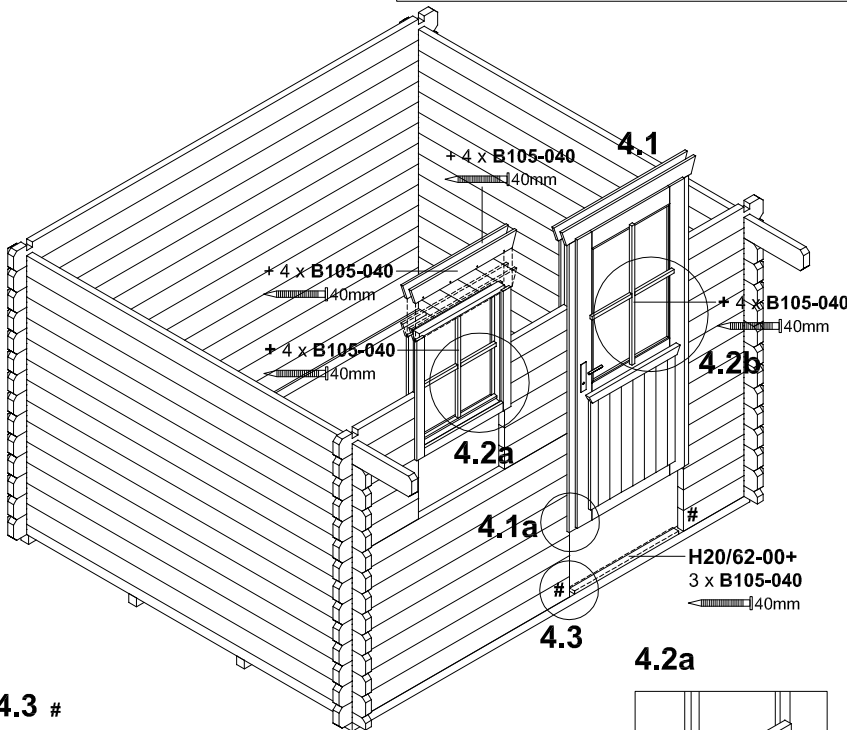 4.1
+ 4 x B105-040
40mm
+ 4 x B105-040
40mm
+ 4 x B105-040
40mm
+ 4 x B105-040
40mm
4.2b
4.2a
4.1a
#
H20/62-00+
3 x B105-040
40mm
#
4.3
4.2a
4.3 #